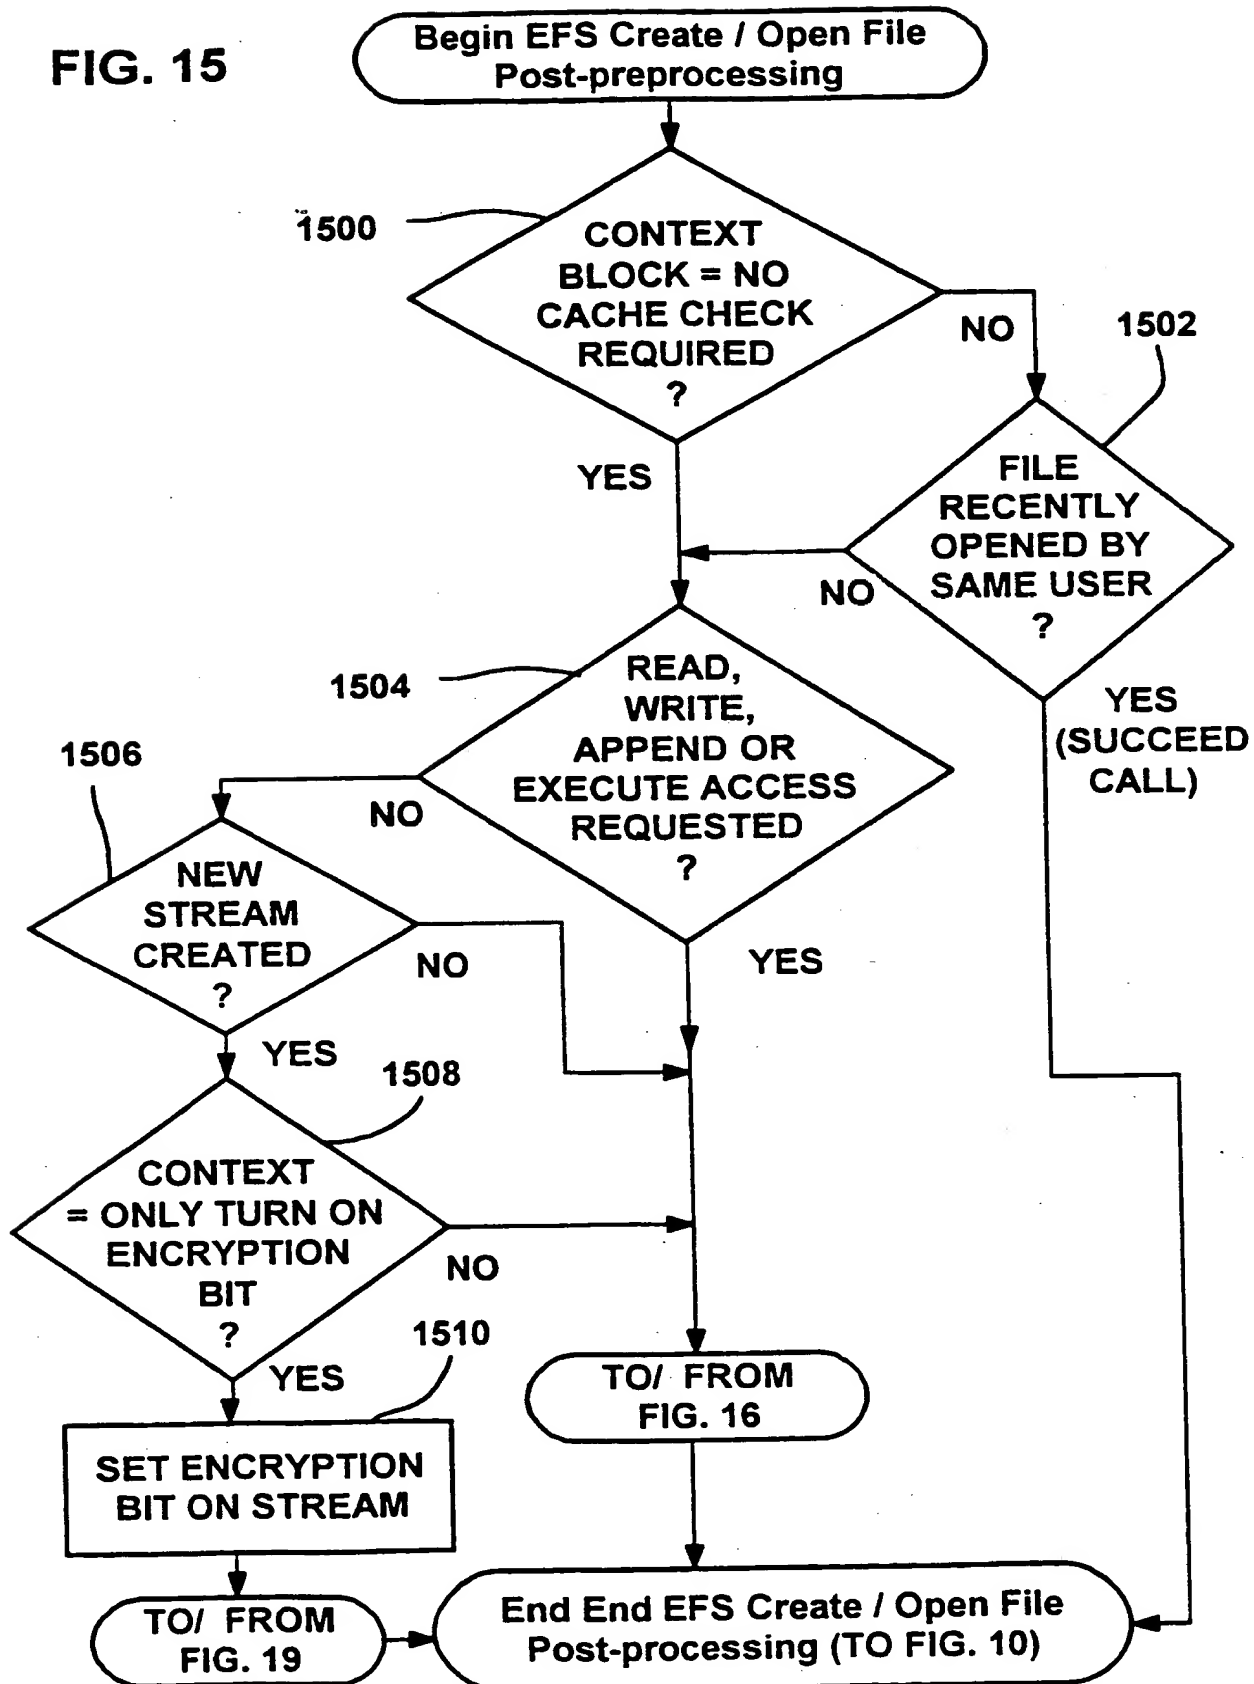 FIG. 15
Begin EFS Create / Open File
Post-preprocessing
1500
CONTEXT
BLOCK = NO
CACHE CHECK
REQUIRED
?
NO
1502
YES
FILE
RECENTLY
OPENED BY
SAME USER
?
NO
YES
(SUCCEED
CALL)
1504
READ,
WRITE,
APPEND OR
EXECUTE ACCESS
REQUESTED
?
NO
YES
1506
NEW
STREAM
CREATED
?
NO
YES
1508
CONTEXT
= ONLY TURN ON
ENCRYPTION
BIT
?
NO
YES
1510
SET ENCRYPTION
BIT ON STREAM
TO/ FROM
FIG. 16
TO/ FROM
FIG. 19
End End EFS Create / Open File
Post-processing (TO FIG. 10)